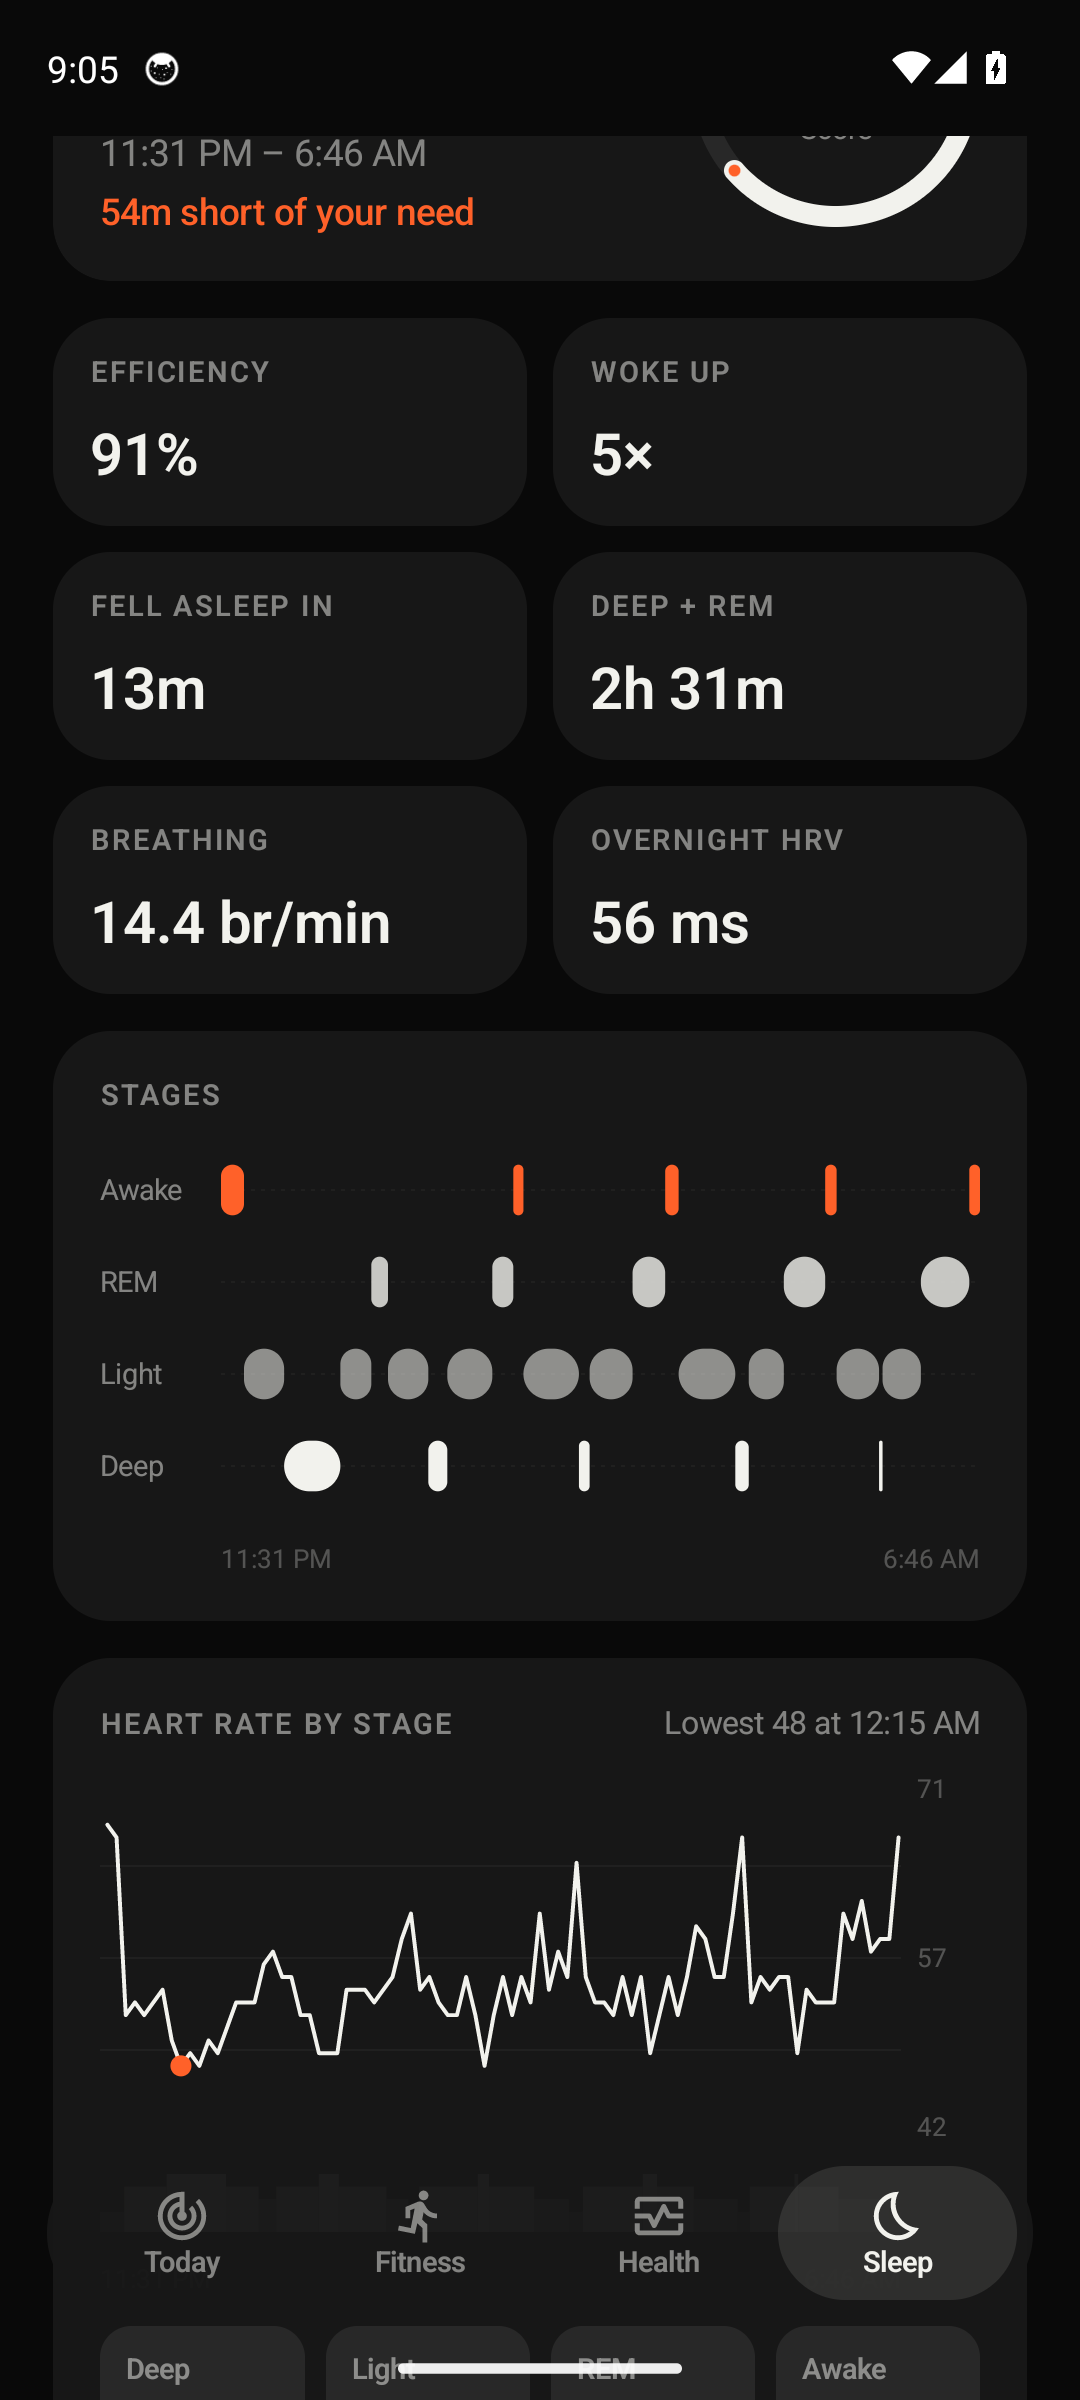 9:05
11:31 PM – 6:46 AM
54m short of your need
EFFICIENCY
91%
WOKE UP
5×
FELL ASLEEP IN
13m
DEEP + REM
2h 31m
BREATHING
14.4 br/min
OVERNIGHT HRV
56 ms
STAGES
Awake
REM
Light
Deep
11:31 PM
6:46 AM
HEART RATE BY STAGE
Lowest 48 at 12:15 AM
71
57
42
Today
Fitness
Health
Sleep
Deep
Light
REM
Awake